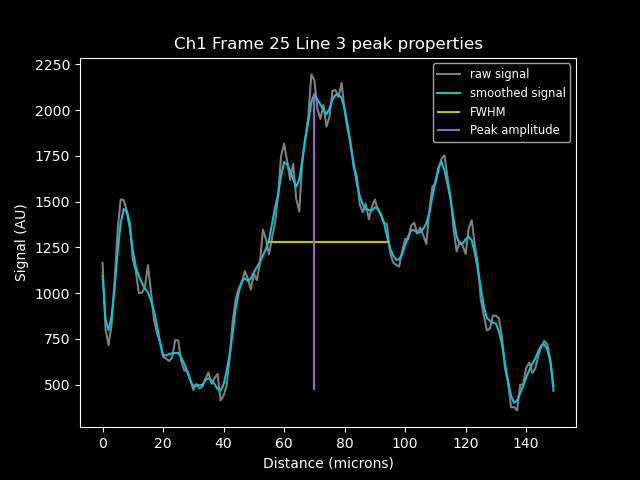 Ch1 Frame 25 Line 3 peak properties
raw signal
smoothed signal
FWHM
Peak amplitude
Signal (AU)
2250
2000
1750
1500
1250
1000
750
500
0 20 40 60 80 100 120 140
Distance (microns)